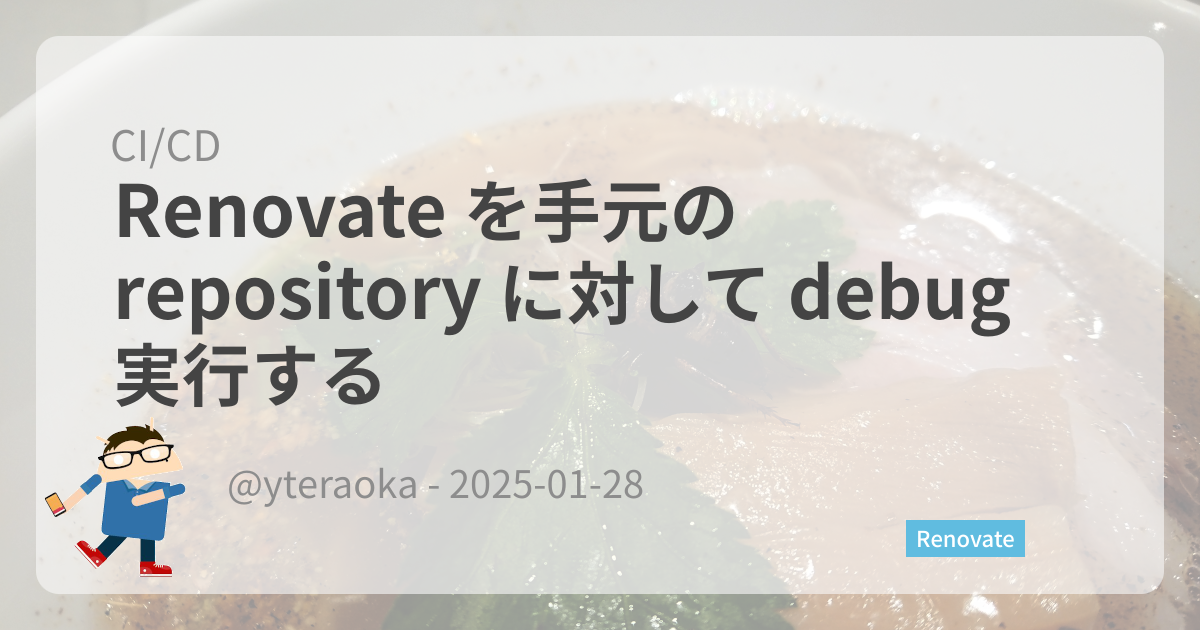 CI/CD
Renovate を手元の
repository に対して debug
実行する
@yteraoka - 2025-01-28
Renovate